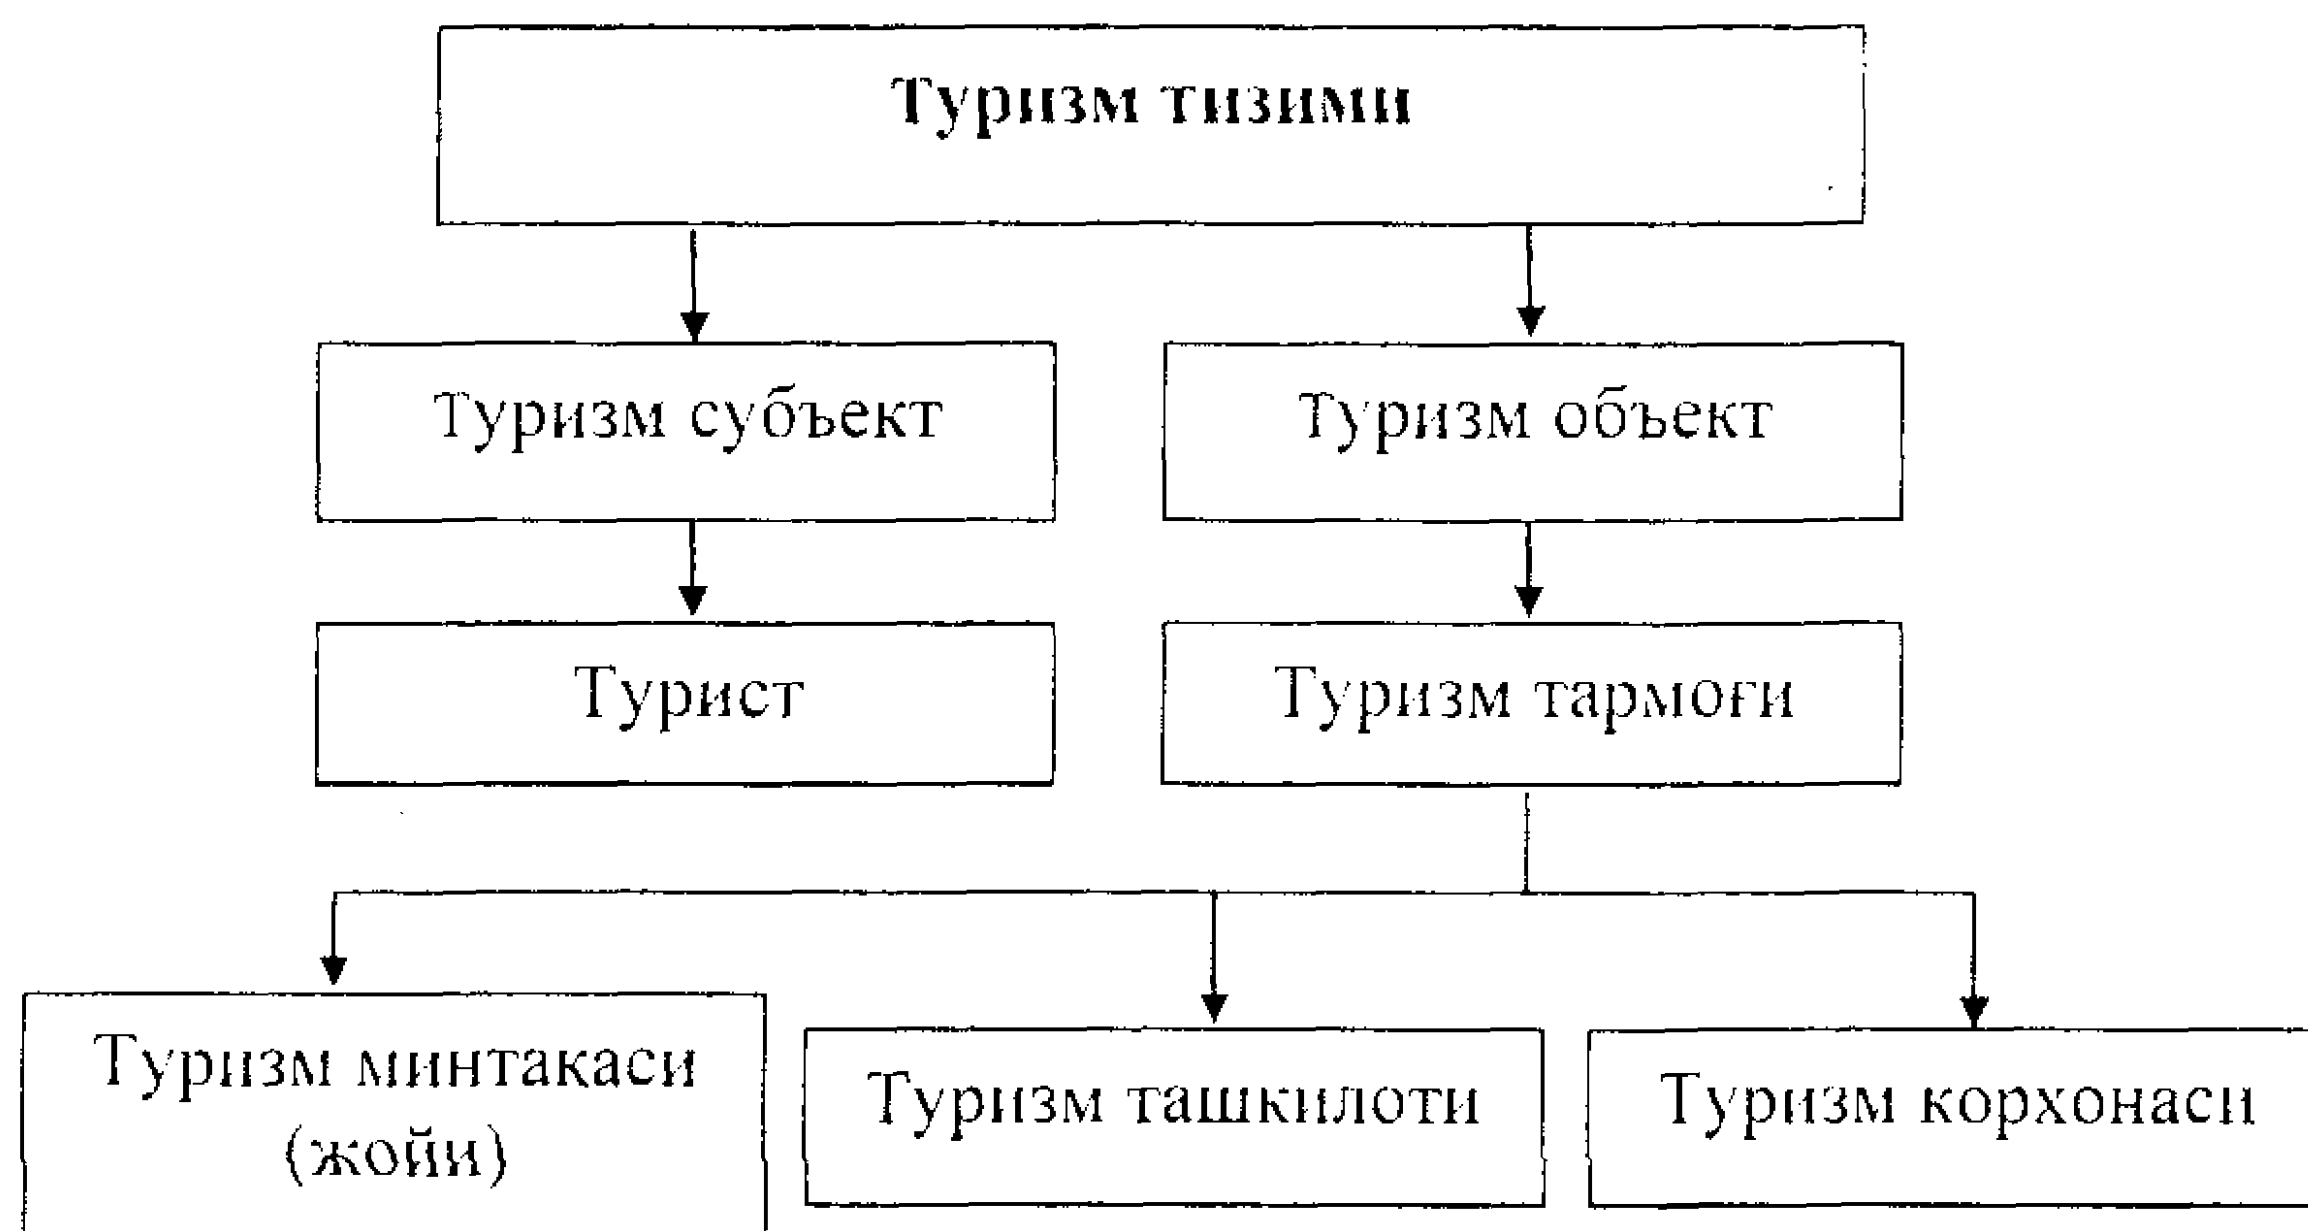 Туризм тизими
Туризм субъект
Туризм объект
Турист
Туризм тармоғи
Туризм минтакаси
(жойи)
Туризм ташкилоти
Туризм корхонаси